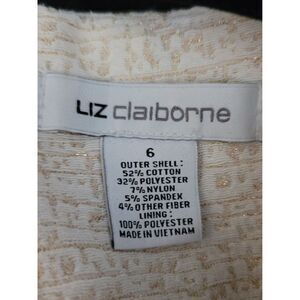 LIZ claiborne
6
OUTER SHELL:
52% COTTON
32% POLYESTER
7% NYLON
5% SPANDEX
4% OTHER FIBER
LINING:
100% POLYESTER
MADE IN VIETNAM